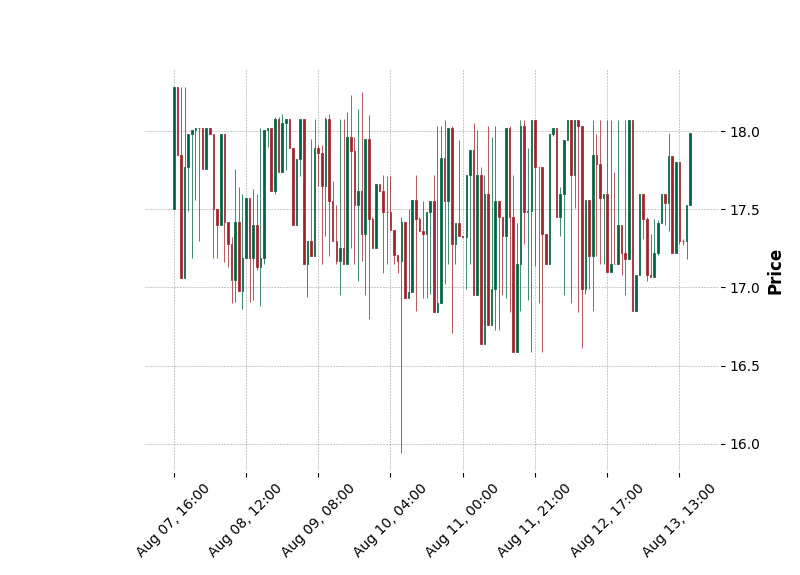 18.0
17.5
17.0
16.5
16.0
Price
Aug 07, 16:00
Aug 08, 12:00
Aug 09, 08:00
Aug 10, 04:00
Aug 11, 00:00
Aug 11, 21:00
Aug 12, 17:00
Aug 13, 13:00